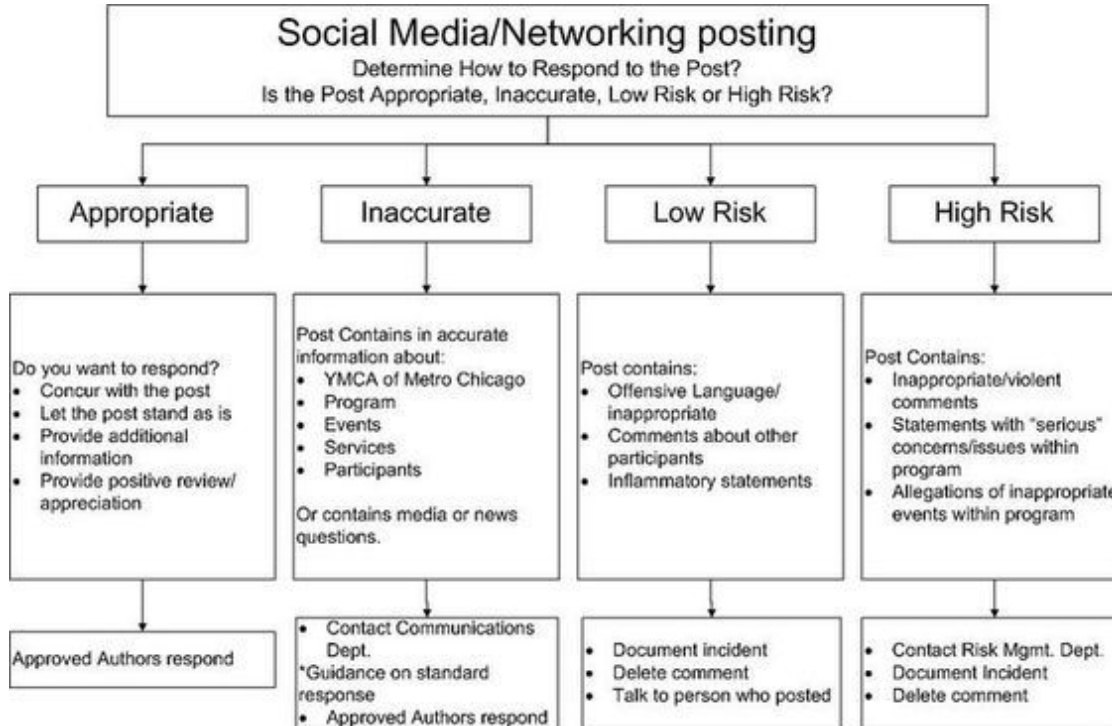 Social Media/Networking posting
Determine How to Respond to the Post?
Is the Post Appropriate, Inaccurate, Low Risk or High Risk?
Appropriate
Inaccurate
Low Risk
High Risk
Do you want to respond?
• Concur with the post
• Let the post stand as is
• Provide additional
information
• Provide positive review/
appreciation
Post Contains in accurate
information about:
• YMCA of Metro Chicago
• Program
• Events
• Services
• Participants
Or contains media or news
questions.
Post contains:
• Offensive Language/
inappropriate
• Comments about other
participants
• Inflammatory statements
Post Contains:
• Inappropriate/violent
comments
• Statements with "serious"
concerns/issues within
program
• Allegations of inappropriate
events within program
Approved Authors respond
• Contact Communications
Dept.
*Guidance on standard
response
• Approved Authors respond
• Document incident
• Delete comment
• Talk to person who posted
• Contact Risk Mgmt. Dept.
• Document Incident
• Delete comment